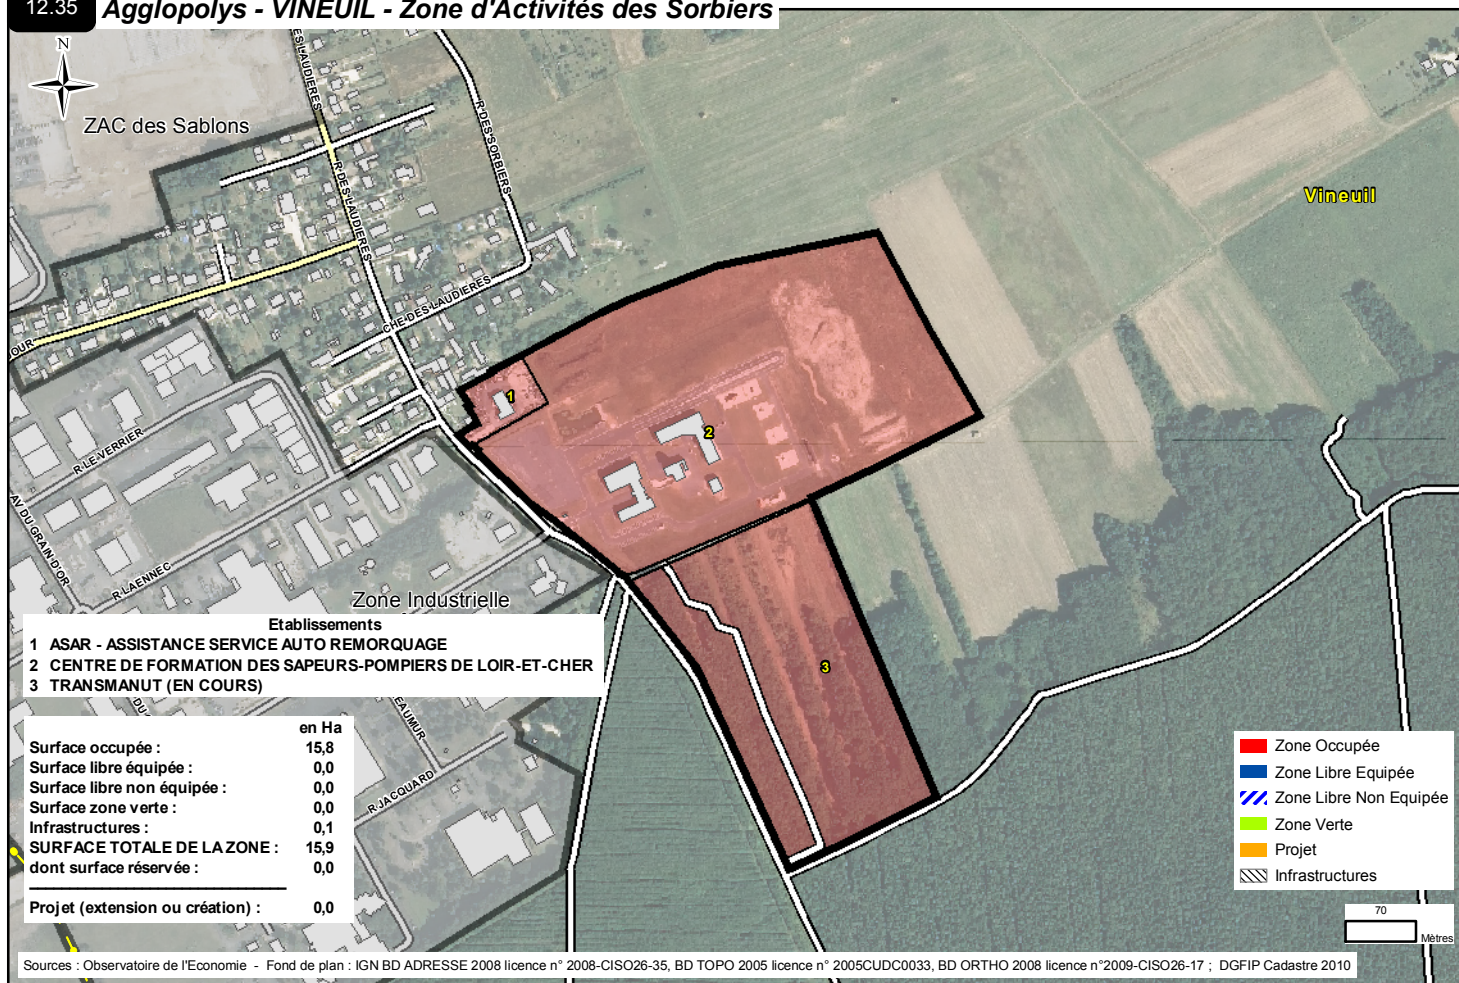 12.35 Agglopolys - VINEUIL - Zone d'Activités des Sorbiers
N
ZAC des Sablons
R-DES-LAUDIERES
R-DES-SORBIERS
Vineuil
CHE-DES-LAUDIERES
R-LE-VERRIER
AV DU GRAIN-D'OR
R-LAENNEC
Zone Industrielle
1
2
3
Etablissements
1 ASAR - ASSISTANCE SERVICE AUTO REMORQUAGE
2 CENTRE DE FORMATION DES SAPEURS-POMPIERS DE LOIR-ET-CHER
3 TRANSMANUT (EN COURS)
EAUMUR
R-JACQUARD
en Ha
Surface occupée : 15,8
Surface libre équipée : 0,0
Surface libre non équipée : 0,0
Surface zone verte : 0,0
Infrastructures : 0,1
SURFACE TOTALE DE LA ZONE : 15,9
dont surface réservée : 0,0
Projet (extension ou création) : 0,0
Zone Occupée
Zone Libre Equipée
Zone Libre Non Equipée
Zone Verte
Projet
Infrastructures
70
Mètres
Sources : Observatoire de l'Economie - Fond de plan : IGN BD ADRESSE 2008 licence n° 2008-CISO26-35, BD TOPO 2005 licence n° 2005CUDC0033, BD ORTHO 2008 licence n°2009-CISO26-17 ; DGFIP Cadastre 2010